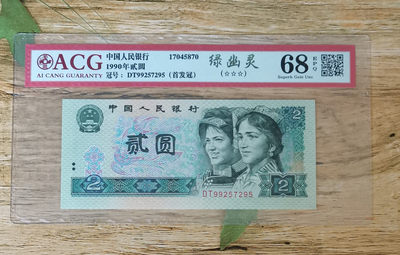 ACG
AI CANG GUARANTY
中国人民银行 17045870
1990年贰圆
冠号：DT99257295（首发冠）
绿幽灵
（☆☆☆）
68 EPQ
Superb Gem Unc
中国人民银行
2
贰圆
2
2
DT99257295